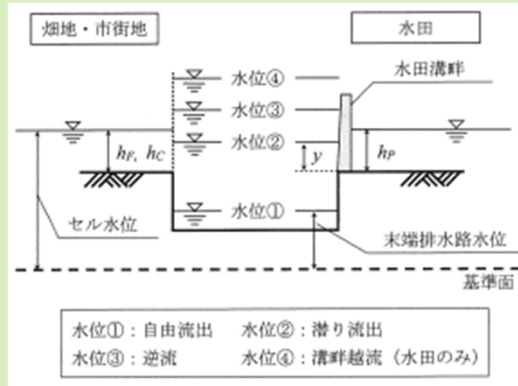 畑地・市街地
水田
水位④
水田溝畔
水位③
水位②
hF, hC
y
hP
水位①
セル水位
末端排水路水位
基準面
水位①：自由流出 水位②：潜り流出
水位③：逆流 水位④：溝畔越流（水田のみ）